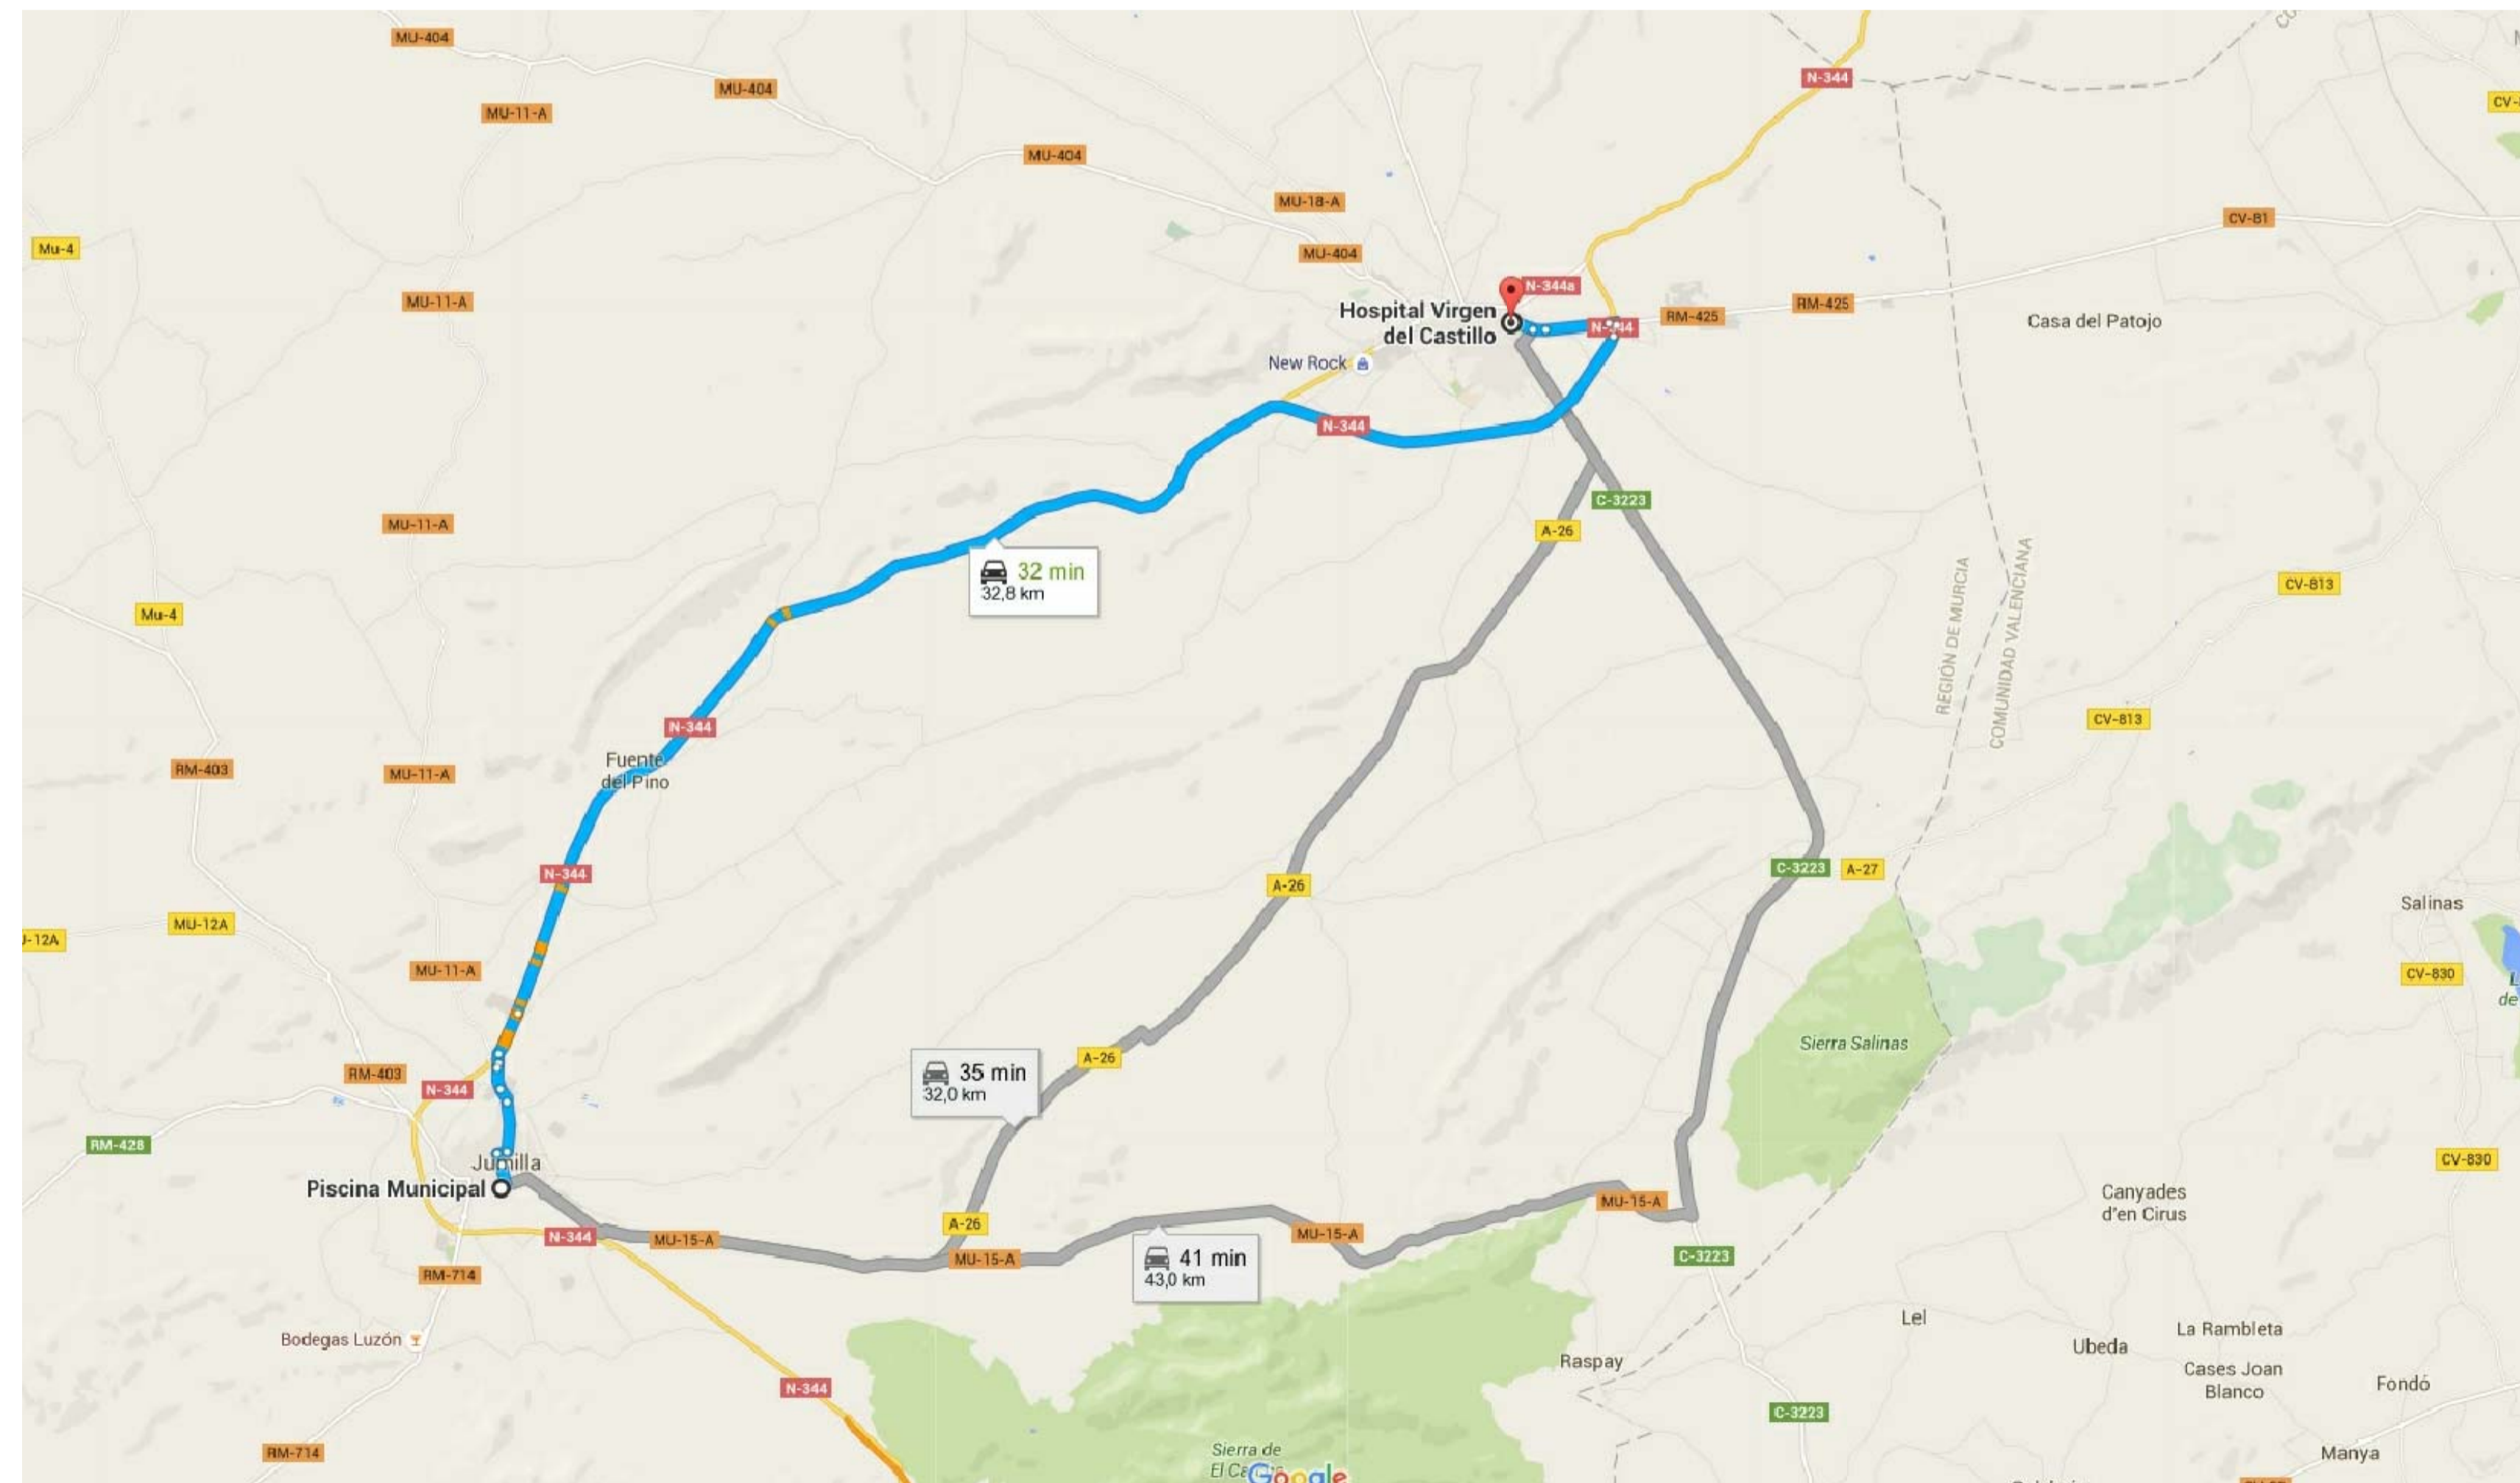 MU-404
N-344
MU-404
CV-
MU-11-A
MU-404
MU-18-A
CV-81
Mu-4
MU-404
N-344a
MU-11-A
RM-425
Hospital Virgen
del Castillo
RM-425
N-344
Casa del Patojo
New Rock
N-344
C-3223
MU-11-A
A-26
32 min
32,8 km
REGIÓN DE MURCIA
COMUNIDAD VALENCIANA
CV-813
Mu-4
CV-813
N-344
Fuente
del Pino
RM-403
MU-11-A
C-3223
A-27
N-344
A-26
Salinas
MU-12A
J-12A
MU-11-A
CV-830
de
Sierra Salinas
A-26
35 min
32,0 km
RM-403
N-344
RM-428
CV-830
Jumilla
Piscina Municipal
MU-15-A
Canyades
d'en Cirus
A-26
N-344
MU-15-A
MU-15-A
MU-15-A
41 min
43,0 km
C-3223
RM-714
Lel
La Rambleta
Bodegas Luzón
Ubeda
Raspay
Cases Joan
Blanco
N-344
Fondó
C-3223
RM-714
Sierra de
Manya
Google